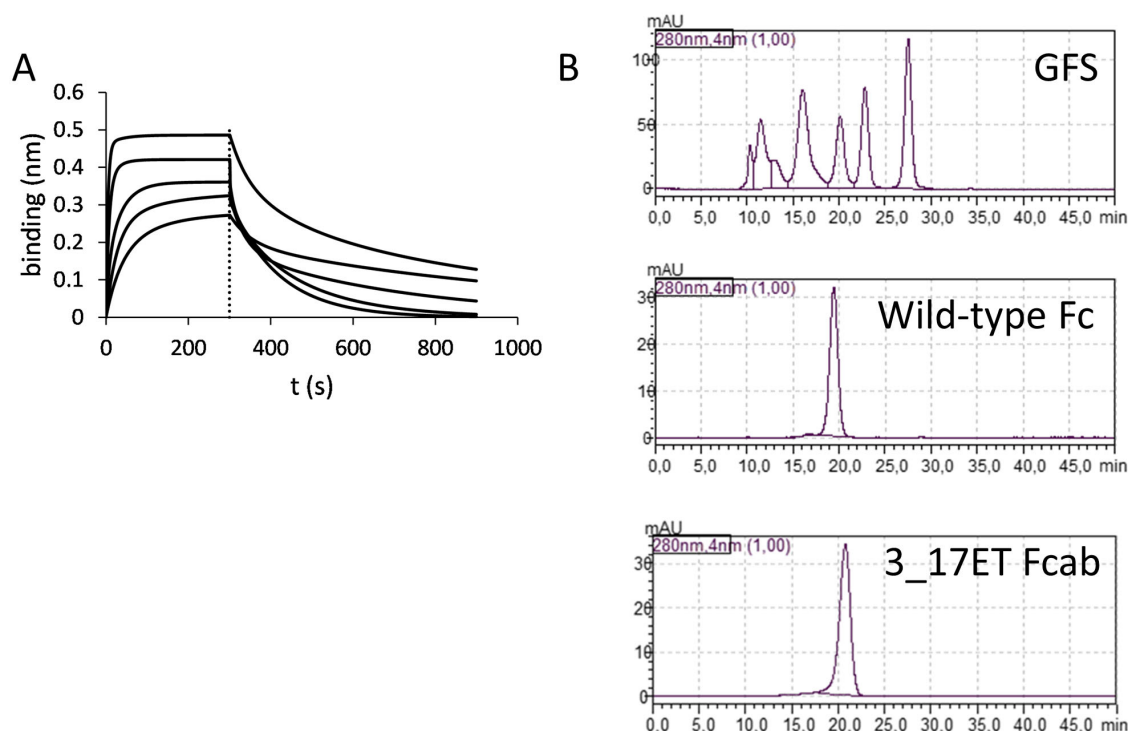 A
0.6
0.5
0.4
0.3
0.2
0.1
0
binding (nm)
0 200 400 600 800 1000
t (s)
B
mAU
280nm,4nm (1,00)
GFS
100
50
0
0,0 5,0 10,0 15,0 20,0 25,0 30,0 35,0 40,0 45,0 min
mAU
280nm,4nm (1,00)
Wild-type Fc
30
20
10
0
0,0 5,0 10,0 15,0 20,0 25,0 30,0 35,0 40,0 45,0 min
mAU
280nm,4nm (1,00)
3_17ET Fcab
30
20
10
0
0,0 5,0 10,0 15,0 20,0 25,0 30,0 35,0 40,0 45,0 min